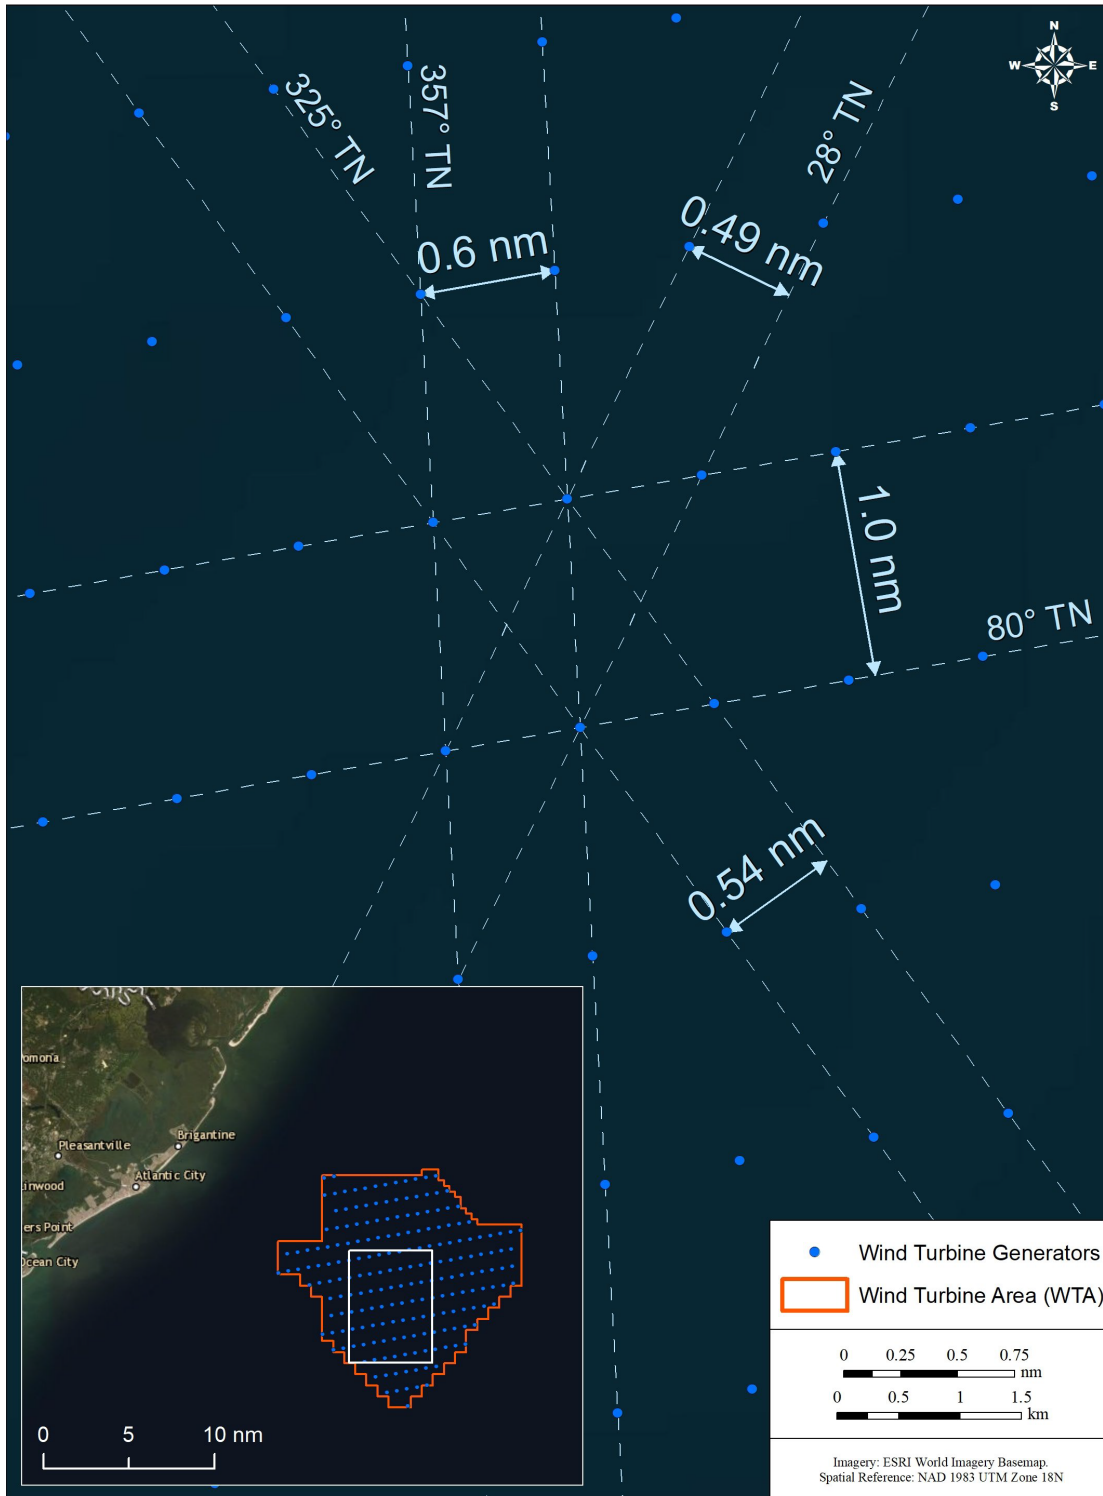 N
W E
S
325° TN
357° TN
28° TN
0.6 nm
0.49 nm
1.0 nm
80° TN
0.54 nm
omona
Pleasantville
Brigantine
Atlantic City
inwood
ers Point
Ocean City
0 5 10 nm
Wind Turbine Generators
Wind Turbine Area (WTA)
0 0.25 0.5 0.75
nm
0 0.5 1 1.5
km
Imagery: ESRI World Imagery Basemap.
Spatial Reference: NAD 1983 UTM Zone 18N